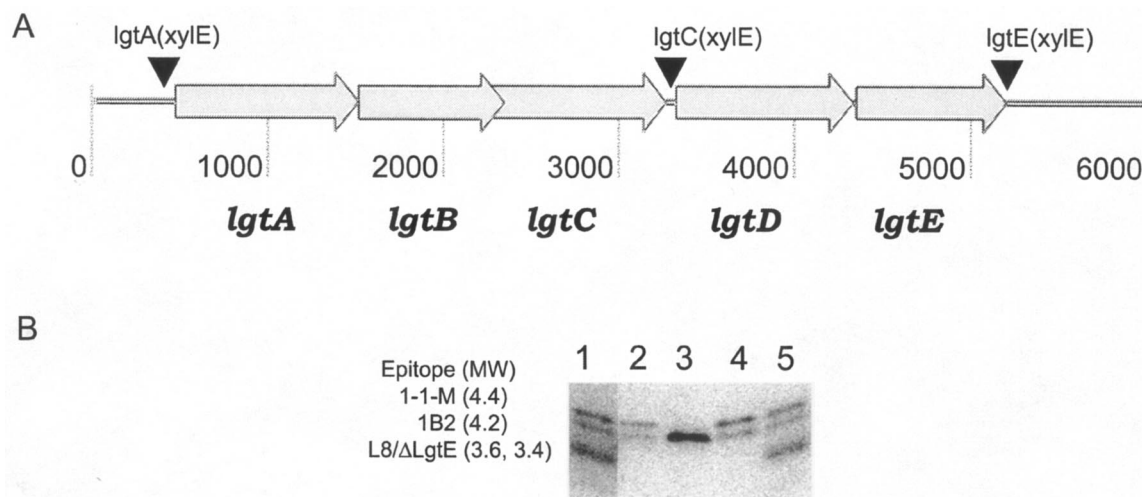 A
lgtA(xylE) lgtC(xylE) lgtE(xylE)
0 1000 2000 3000 4000 5000 6000
lgtA lgtB lgtC lgtD lgtE
B
1 2 3 4 5
Epitope (MW)
1-1-M (4.4)
1B2 (4.2)
L8/ΔLgtE (3.6, 3.4)